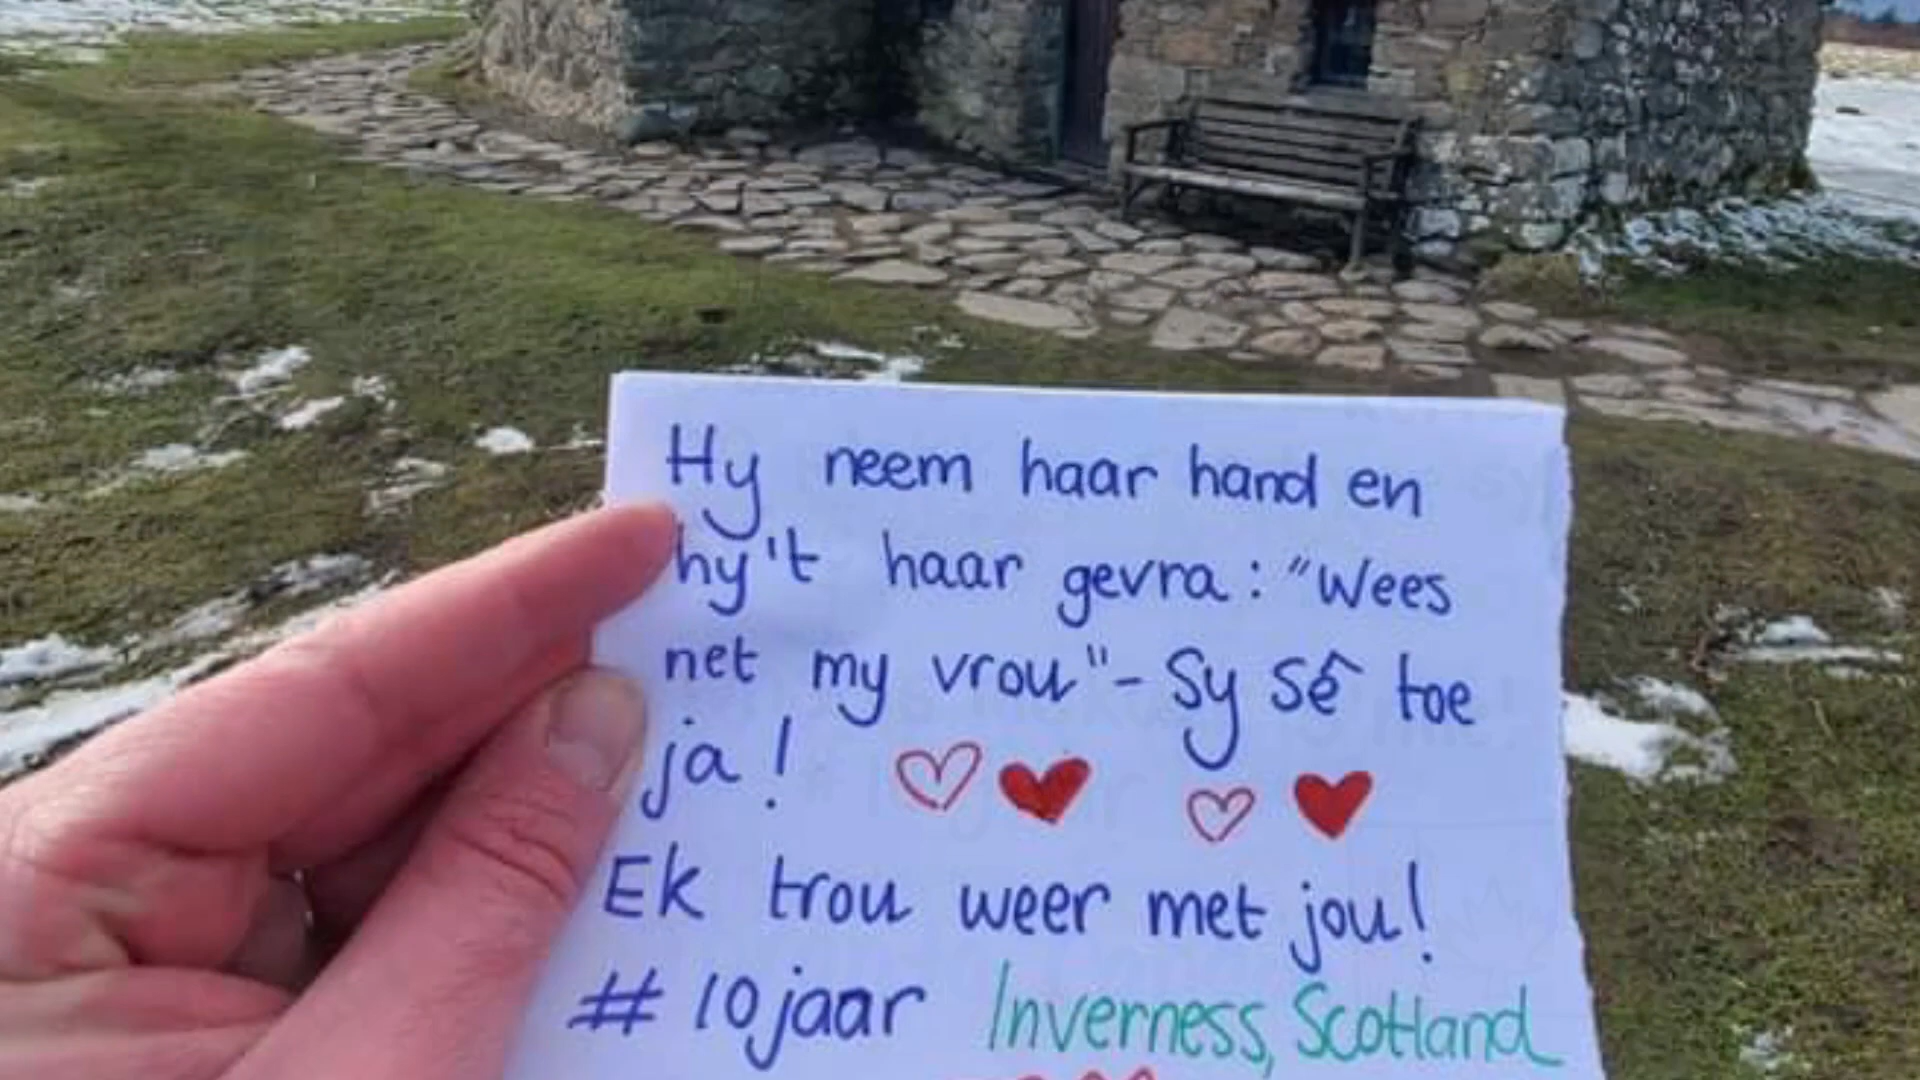 Hy neem haar hand en
hy't haar gevra: "Wees
net my vrou" - Sy sê toe
ja!
Ek trou weer met jou!
#10jaar Inverness, Scotland